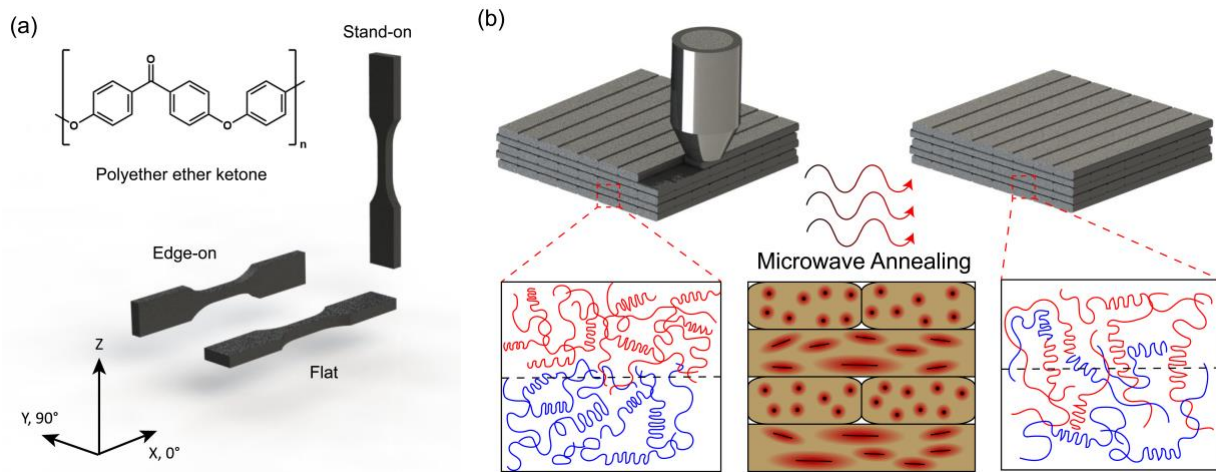 (a)
Stand-on
O
O
O
n
Polyether ether ketone
Edge-on
Flat
Z
Y, 90°
X, 0°
(b)
Microwave Annealing